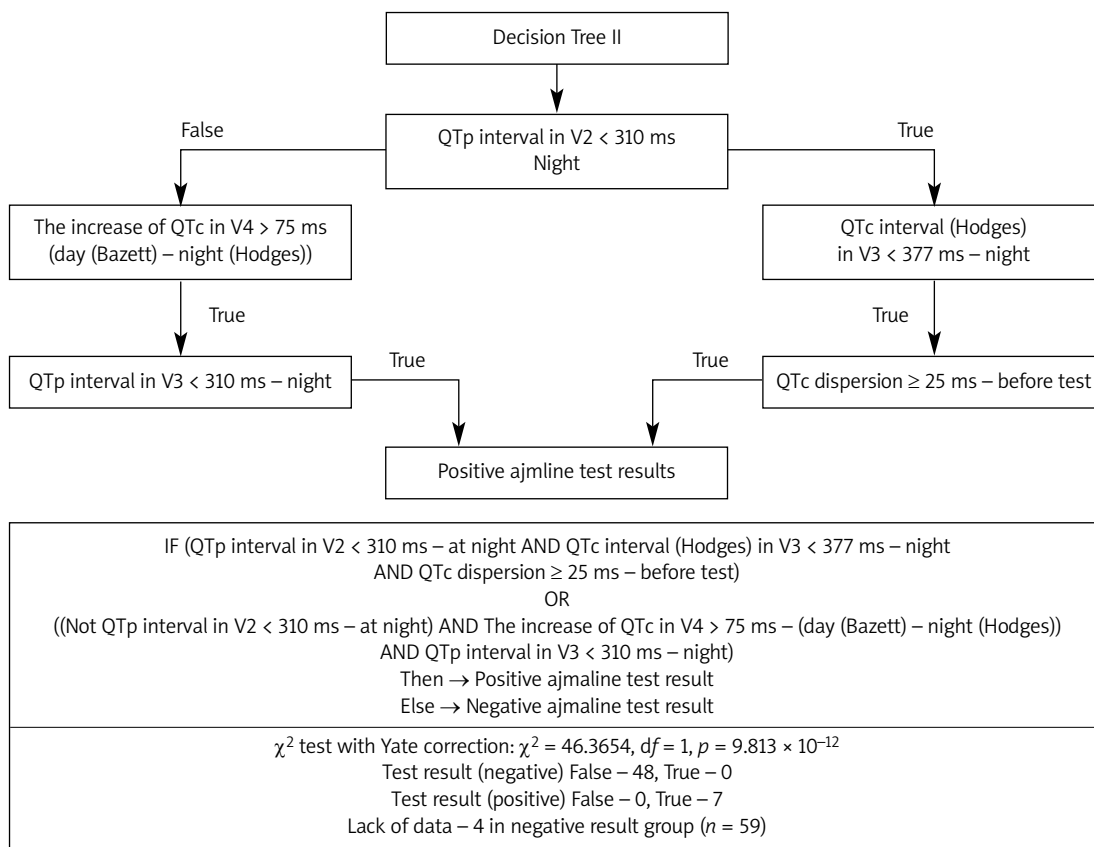 Decision Tree II
False
QTp interval in V2 < 310 ms
Night
True
The increase of QTc in V4 > 75 ms
(day (Bazett) – night (Hodges))
QTc interval (Hodges)
in V3 < 377 ms – night
True
True
QTp interval in V3 < 310 ms – night
True
True
QTc dispersion ≥ 25 ms – before test
Positive ajmline test results
IF (QTp interval in V2 < 310 ms – at night AND QTc interval (Hodges) in V3 < 377 ms – night
AND QTc dispersion ≥ 25 ms – before test)
OR
((Not QTp interval in V2 < 310 ms – at night) AND The increase of QTc in V4 > 75 ms – (day (Bazett) – night (Hodges))
AND QTp interval in V3 < 310 ms – night)
Then → Positive ajmaline test result
Else → Negative ajmaline test result
χ² test with Yate correction: χ² = 46.3654, df = 1, p = 9.813 × 10⁻¹²
Test result (negative) False – 48, True – 0
Test result (positive) False – 0, True – 7
Lack of data – 4 in negative result group (n = 59)